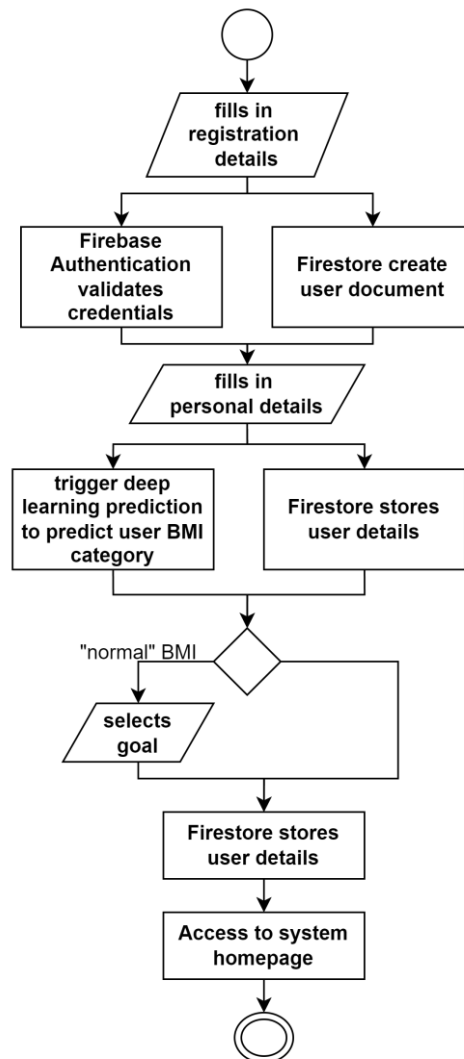 fills in
registration
details
Firebase
Authentication
validates
credentials
Firestore create
user document
fills in
personal details
trigger deep
learning prediction
to predict user BMI
category
Firestore stores
user details
"normal" BMI
selects
goal
Firestore stores
user details
Access to system
homepage